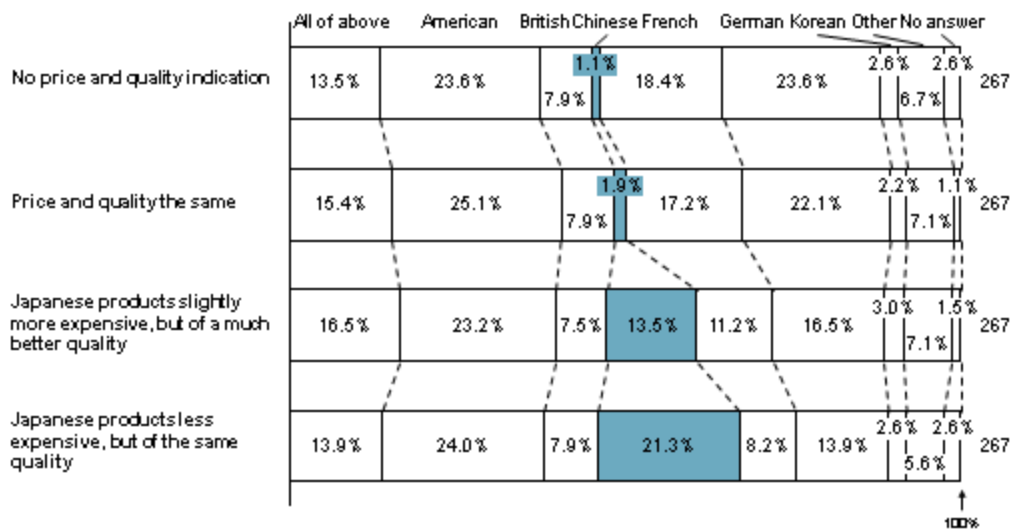 All of above American British Chinese French German Korean Other No answer
No price and quality indication 13.5% 23.6% 7.9% 1.1% 18.4% 23.6% 2.6% 6.7% 2.6% 267
Price and quality the same 15.4% 25.1% 7.9% 1.9% 17.2% 22.1% 2.2% 7.1% 1.1% 267
Japanese products slightly
more expensive, but of a much
better quality
16.5% 23.2% 7.5% 13.5% 11.2% 16.5% 3.0% 7.1% 1.5% 267
Japanese products less
expensive, but of the same
quality
13.9% 24.0% 7.9% 21.3% 8.2% 13.9% 2.6% 5.6% 2.6% 267
100%